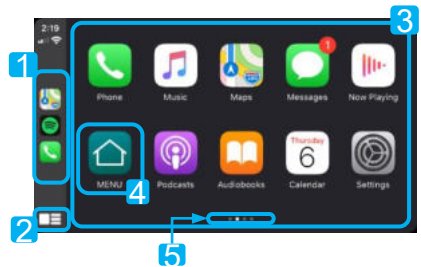 2:19
1
2
3
1
Phone
Music
Maps
Messages
Now Playing
Thursday
6
MENU
Podcasts
Audiobooks
Calendar
Settings
4
5